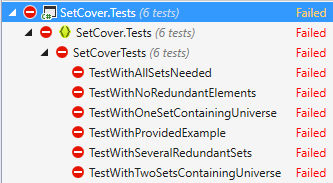 SetCover.Tests (6 tests) Failed
SetCover.Tests (6 tests) Failed
SetCoverTests (6 tests) Failed
TestWithAllSetsNeeded Failed
TestWithNoRedundantElements Failed
TestWithOneSetContainingUniverse Failed
TestWithProvidedExample Failed
TestWithSeveralRedundantSets Failed
TestWithTwoSetsContainingUniverse Failed